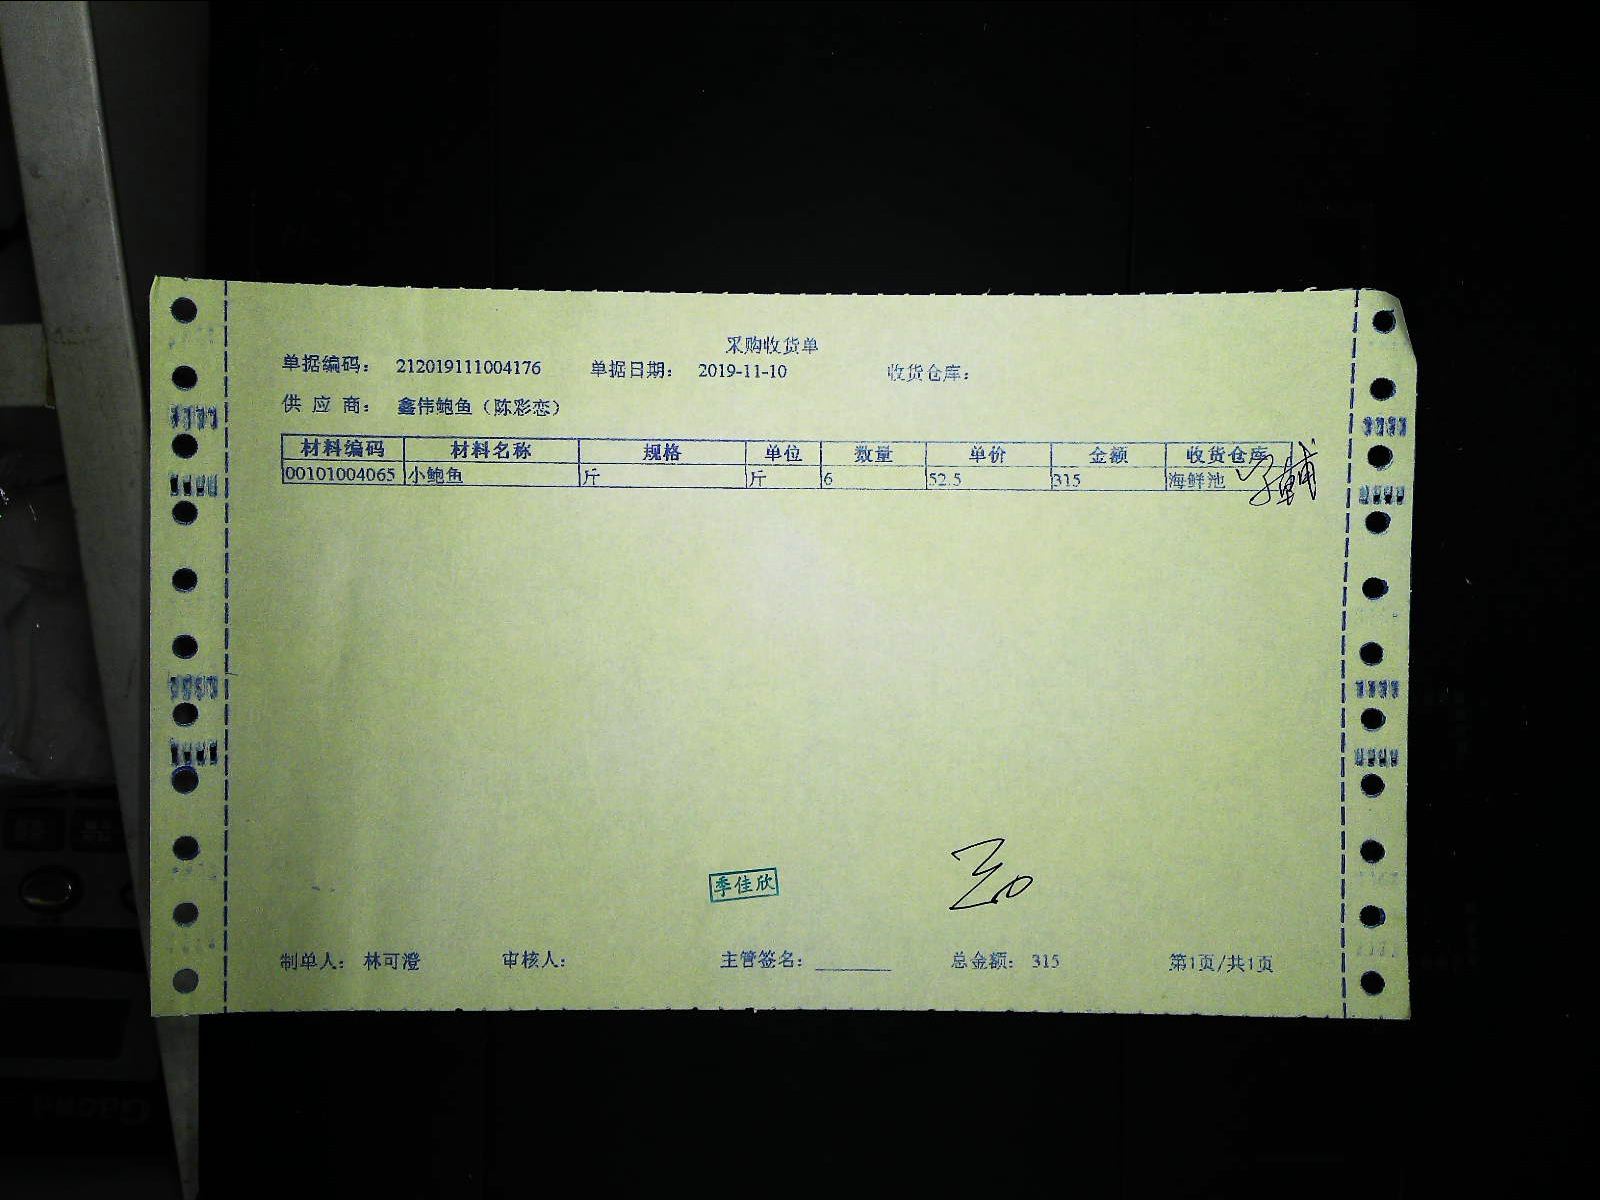 采购收货单
单据编码： 212019111004176 单据日期： 2019-11-10 收货仓库：
供 应 商： 鑫伟鲍鱼（陈彩恋）
材料编码 材料名称 规格 单位 数量 单价 金额 收货仓库
00101004065 小鲍鱼 斤 斤 6 52.5 315 海鲜池
季佳欣
制单人： 林可澄 审核人： 主管签名： ________ 总金额： 315 第1页/共1页